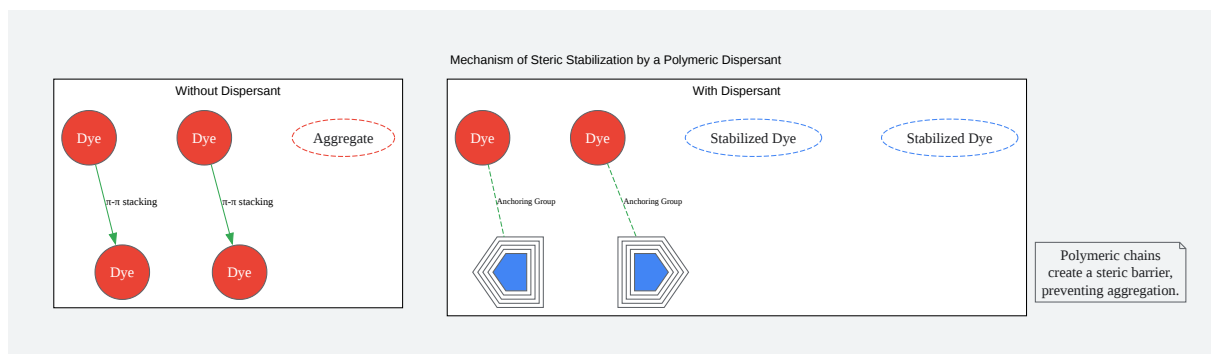 Mechanism of Steric Stabilization by a Polymeric Dispersant
Without Dispersant
Dye
Dye
Aggregate
π-π stacking
π-π stacking
Dye
Dye
With Dispersant
Dye
Dye
Stabilized Dye
Stabilized Dye
Anchoring Group
Anchoring Group
Polymeric chains
create a steric barrier,
preventing aggregation.